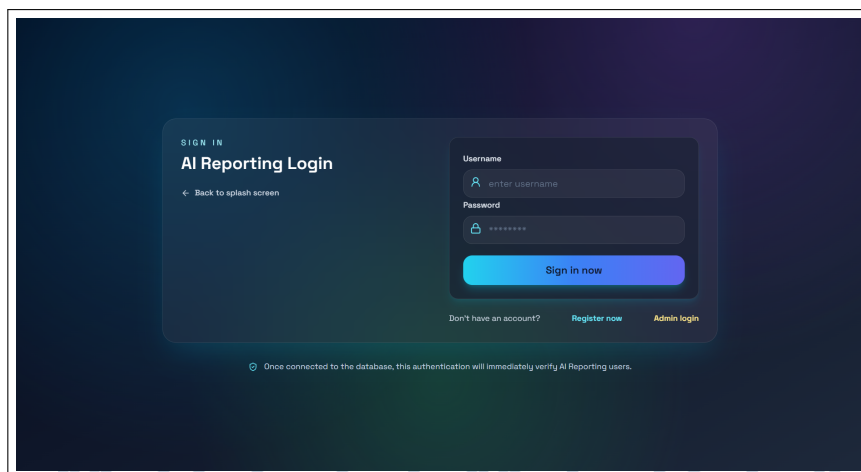 SIGN IN
AI Reporting Login
← Back to splash screen
Username
enter username
Password
********
Sign in now
Don't have an account? Register now Admin login
Once connected to the database, this authentication will immediately verify AI Reporting users.